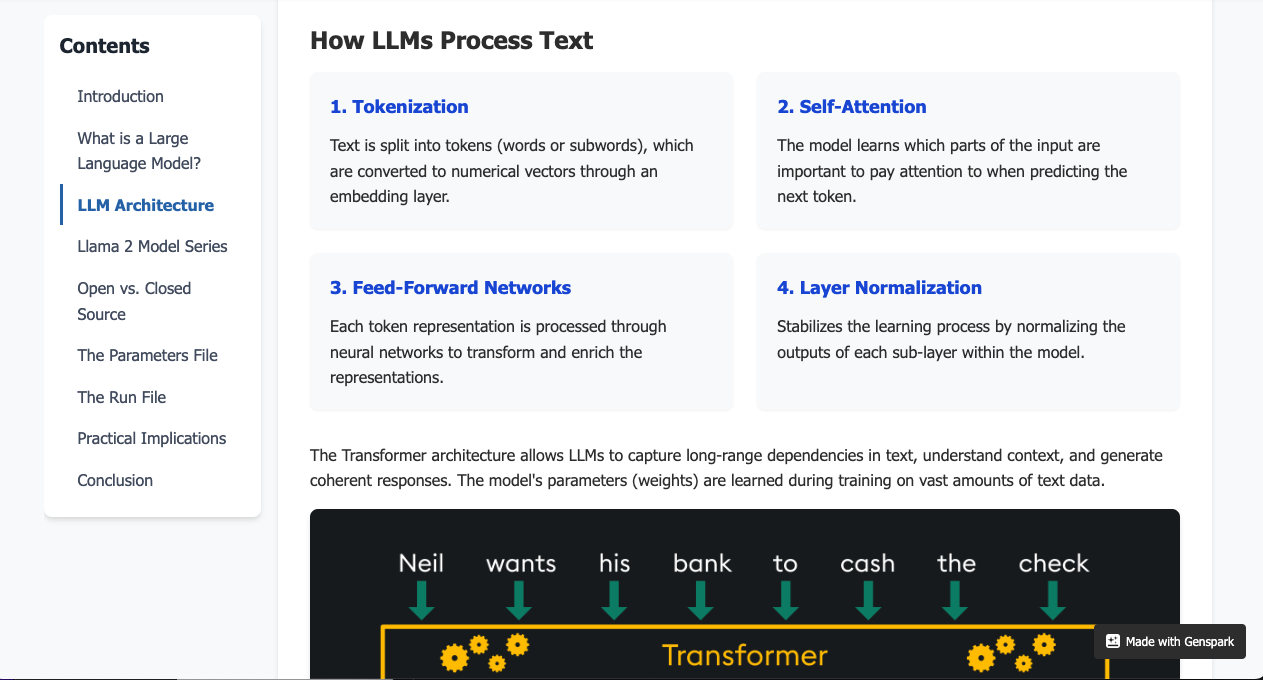 Contents
Introduction
What is a Large
Language Model?
LLM Architecture
Llama 2 Model Series
Open vs. Closed
Source
The Parameters File
The Run File
Practical Implications
Conclusion
How LLMs Process Text
1. Tokenization
Text is split into tokens (words or subwords), which
are converted to numerical vectors through an
embedding layer.
2. Self-Attention
The model learns which parts of the input are
important to pay attention to when predicting the
next token.
3. Feed-Forward Networks
Each token representation is processed through
neural networks to transform and enrich the
representations.
4. Layer Normalization
Stabilizes the learning process by normalizing the
outputs of each sub-layer within the model.
The Transformer architecture allows LLMs to capture long-range dependencies in text, understand context, and generate
coherent responses. The model's parameters (weights) are learned during training on vast amounts of text data.
Neil wants his bank to cash the check
Transformer
Made with Genspark